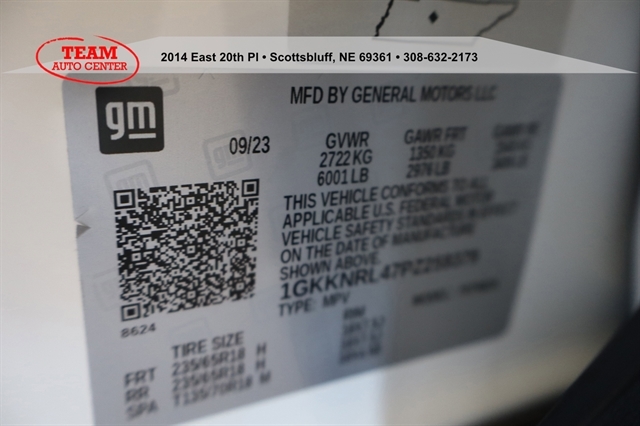 TEAM
AUTO CENTER
2014 East 20th Pl • Scottsbluff, NE 69361 • 308-632-2173
gm
MFD BY GENERAL MOTORS LLC
09/23
GVWR
2722 KG
6001 LB
GAWR FRT
1350 KG
2976 LB
GAWR RR
THIS VEHICLE CONFORMS TO ALL
APPLICABLE U.S. FEDERAL MOTOR
VEHICLE SAFETY STANDARDS IN EFFECT
ON THE DATE OF MANUFACTURE
SHOWN ABOVE.
TYPE: MPV
8624
TIRE SIZE
RIM
FRT 235/65R18 H
RR 235/65R18 H
SPA T135/70R18 M